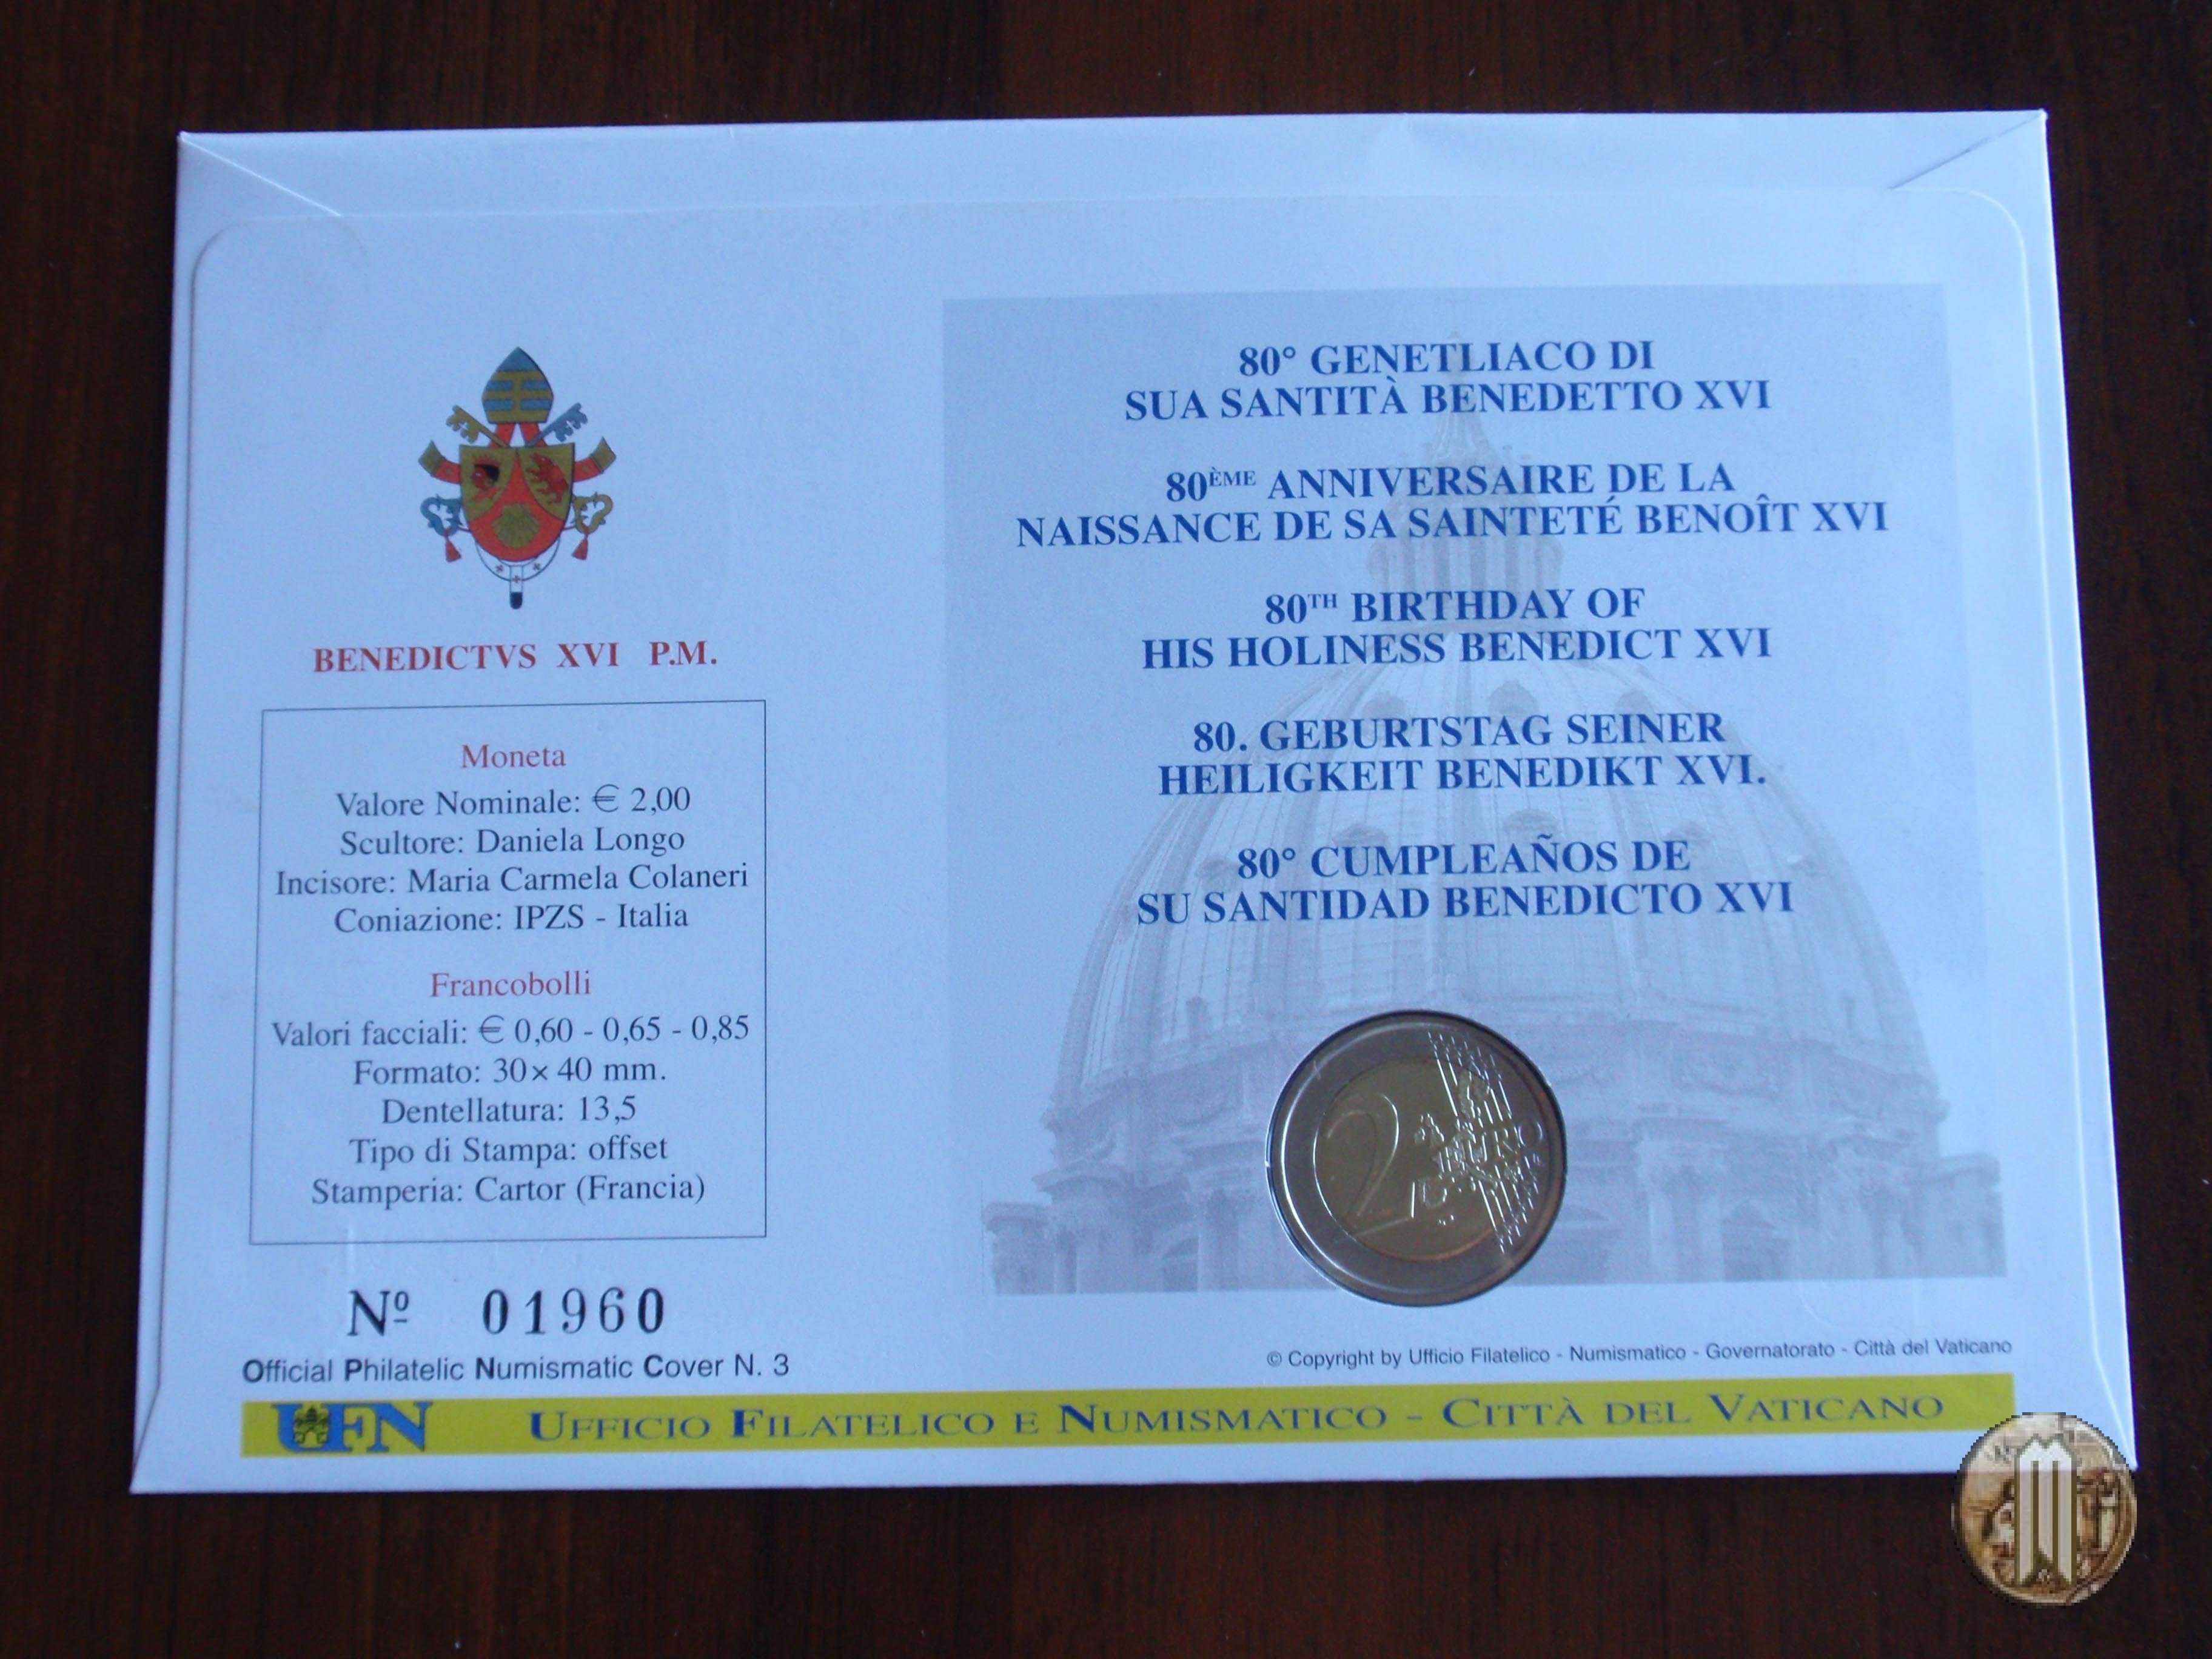 BENEDICTVS XVI P.M.
Moneta
Valore Nominale: € 2,00
Scultore: Daniela Longo
Incisore: Maria Carmela Colaneri
Coniazione: IPZS - Italia
Francobolli
Valori facciali: € 0,60 - 0,65 - 0,85
Formato: 30× 40 mm.
Dentellatura: 13,5
Tipo di Stampa: offset
Stamperia: Cartor (Francia)
Nº 01960
Official Philatelic Numismatic Cover N. 3
80° GENETLIACO DI
SUA SANTITÀ BENEDETTO XVI
80ÈME ANNIVERSAIRE DE LA
NAISSANCE DE SA SAINTETÉ BENOÎT XVI
80TH BIRTHDAY OF
HIS HOLINESS BENEDICT XVI
80. GEBURTSTAG SEINER
HEILIGKEIT BENEDIKT XVI.
80° CUMPLEAÑOS DE
SU SANTIDAD BENEDICTO XVI
2 EURO
© Copyright by Ufficio Filatelico - Numismatico - Governatorato - Città del Vaticano
UFN UFFICIO FILATELICO E NUMISMATICO - CITTÀ DEL VATICANO
M